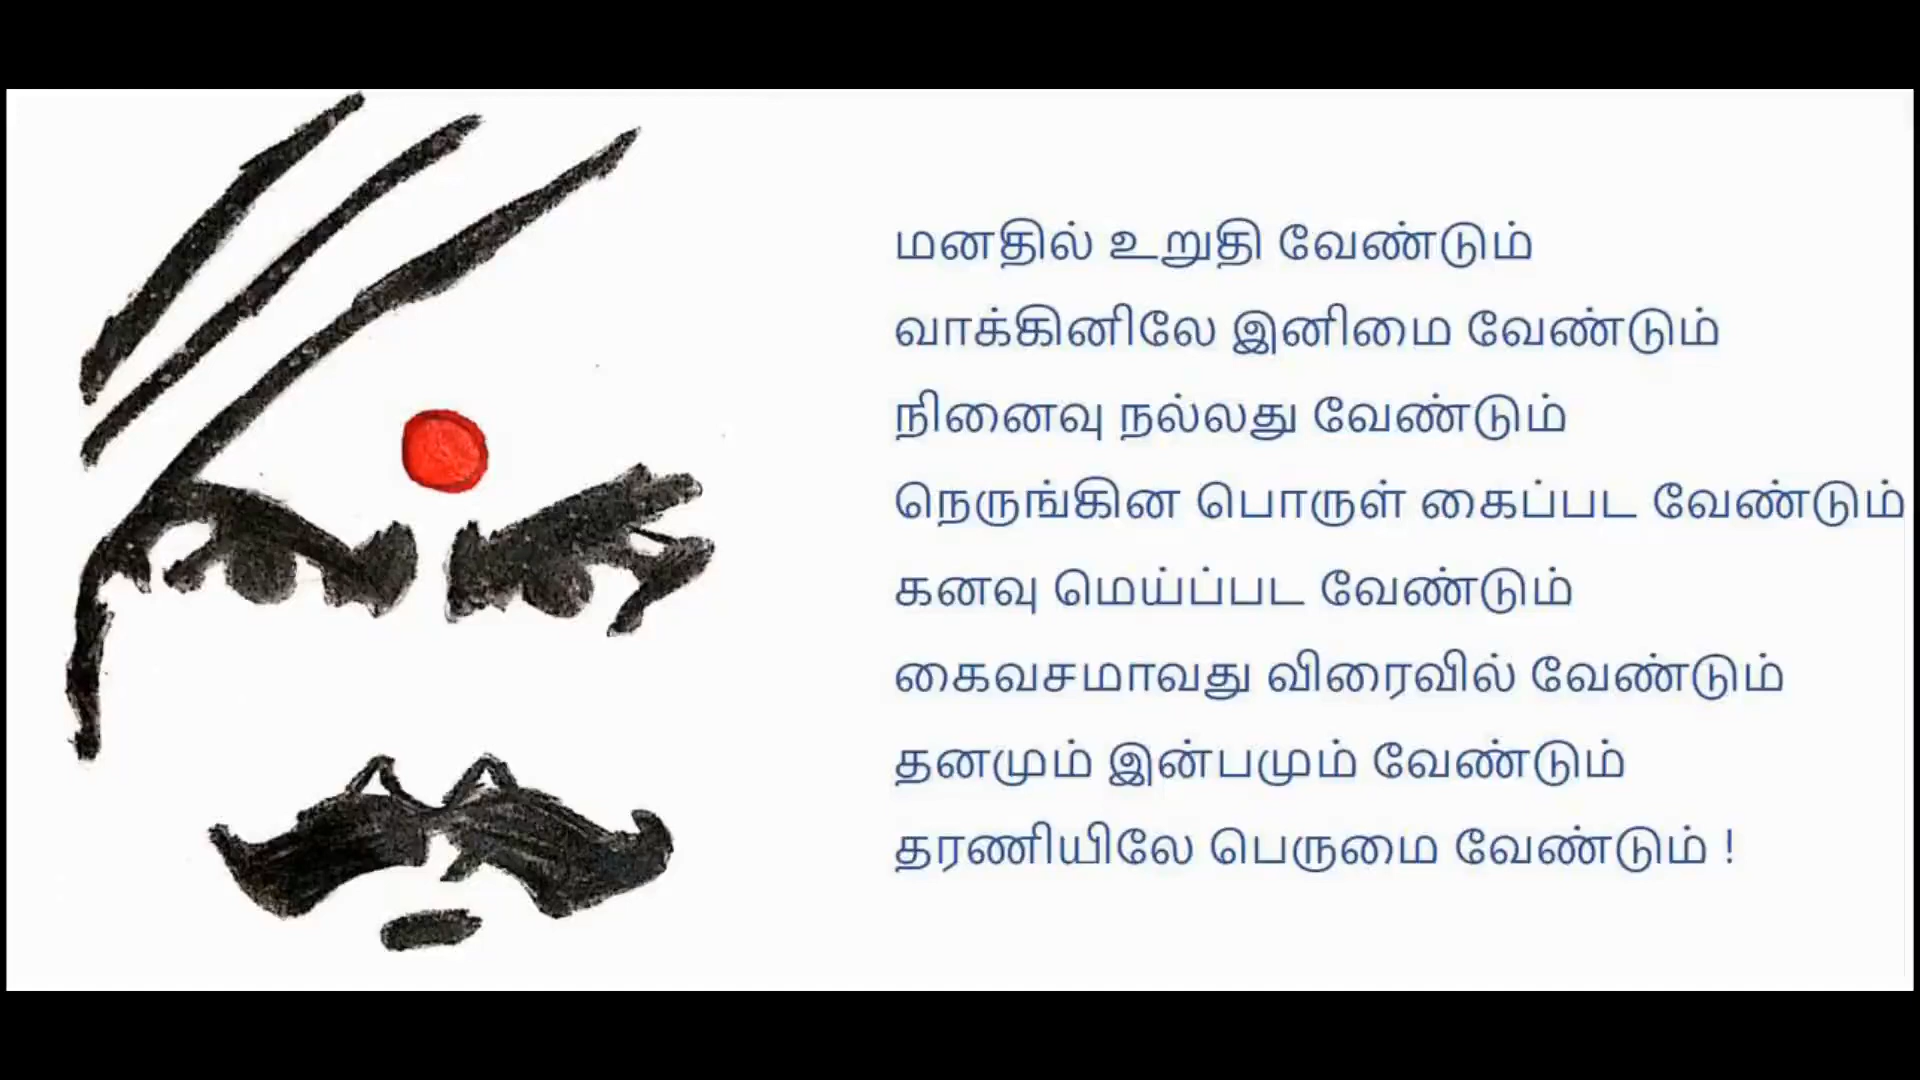 மனதில் உறுதி வேண்டும்
வாக்கினிலே இனிமை வேண்டும்
நினைவு நல்லது வேண்டும்
நெருங்கின பொருள் கைப்பட வேண்டும்
கனவு மெய்ப்பட வேண்டும்
கைவசமாவது விரைவில் வேண்டும்
தனமும் இன்பமும் வேண்டும்
தரணியிலே பெருமை வேண்டும் !